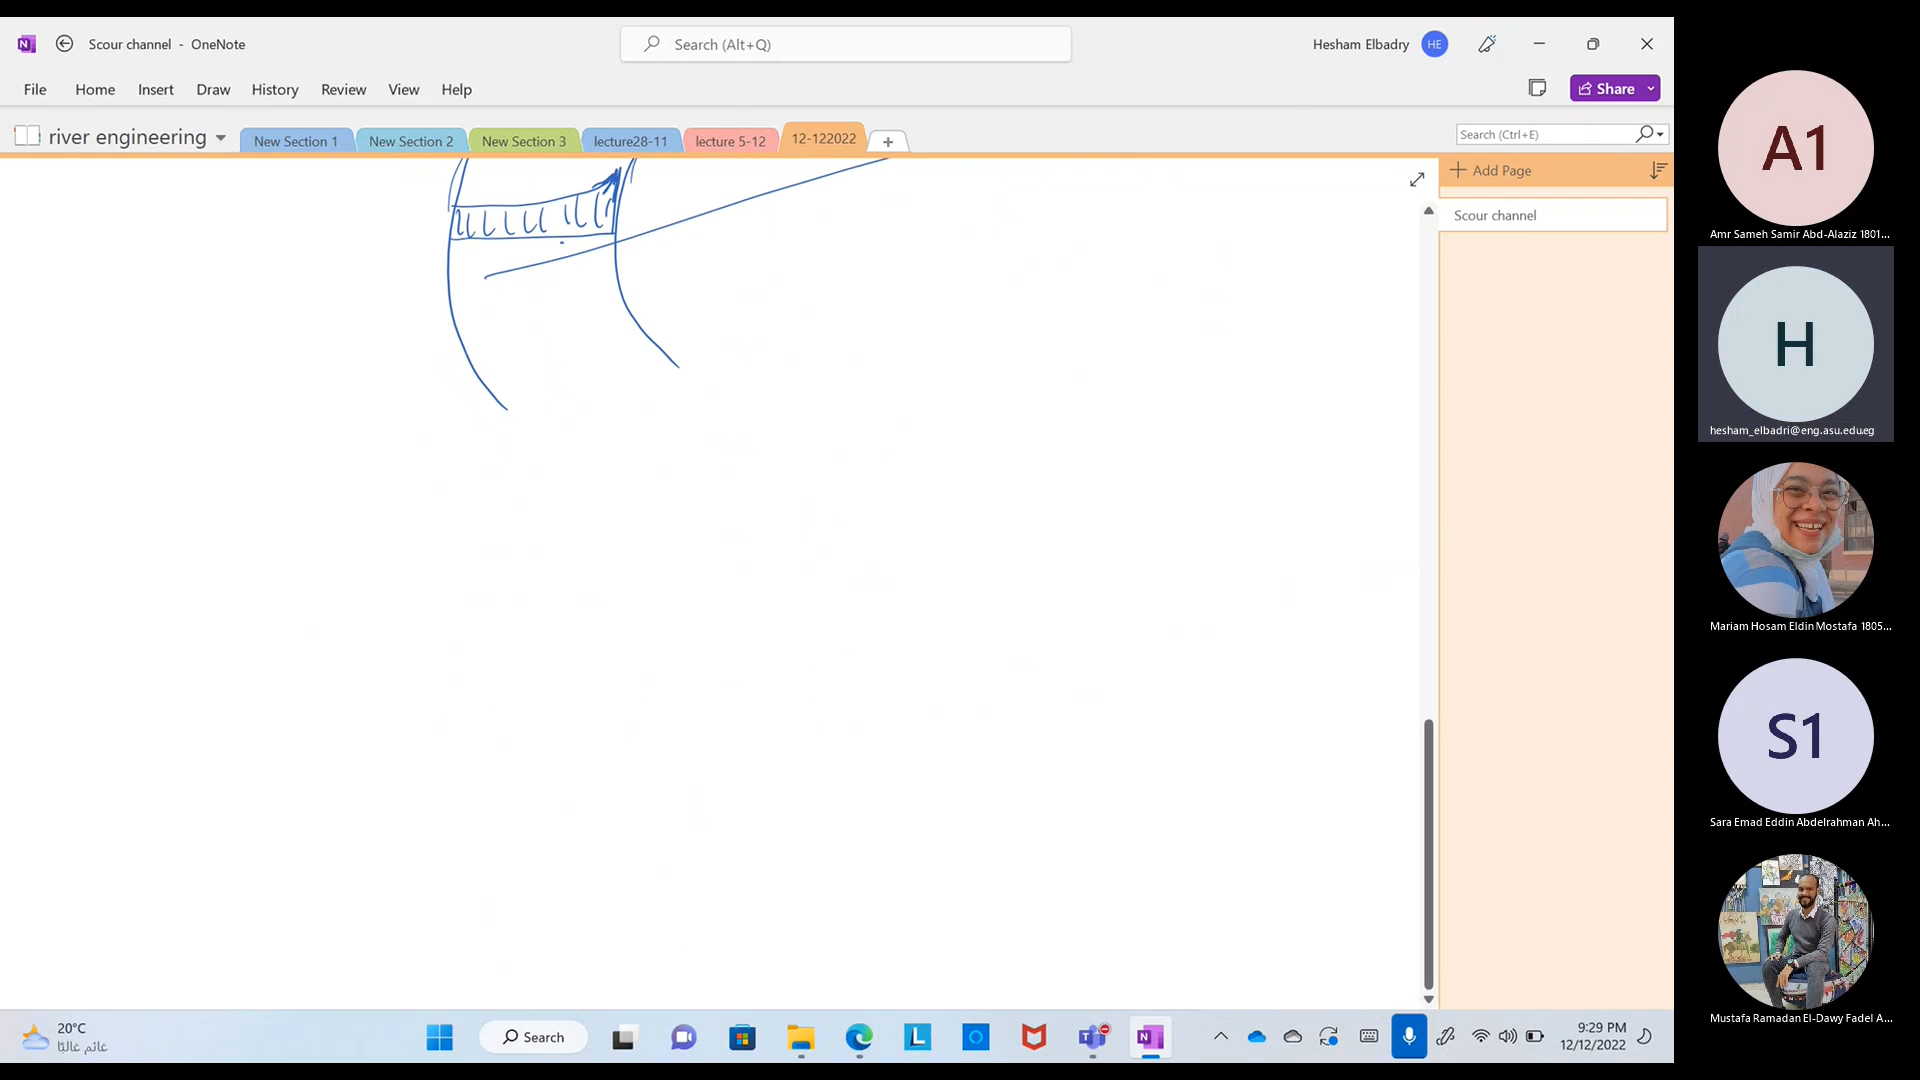 Scour channel - OneNote
Search (Alt+Q)
Hesham Elbadry
HE
File
Home
Insert
Draw
History
Review
View
Help
Share
river engineering
New Section 1
New Section 2
New Section 3
lecture28-11
lecture 5-12
12-122022
Search (Ctrl+E)
Add Page
Scour channel
A1
Amr Sameh Samir Abd-Alaziz 1801...
H
hesham_elbadri@eng.asu.edu.eg
Mariam Hosam Eldin Mostafa 1805...
S1
Sara Emad Eddin Abdelrahman Ah...
Mustafa Ramadan El-Dawy Fadel A...
20°C
غائم غالبًا
Search
9:29 PM
12/12/2022